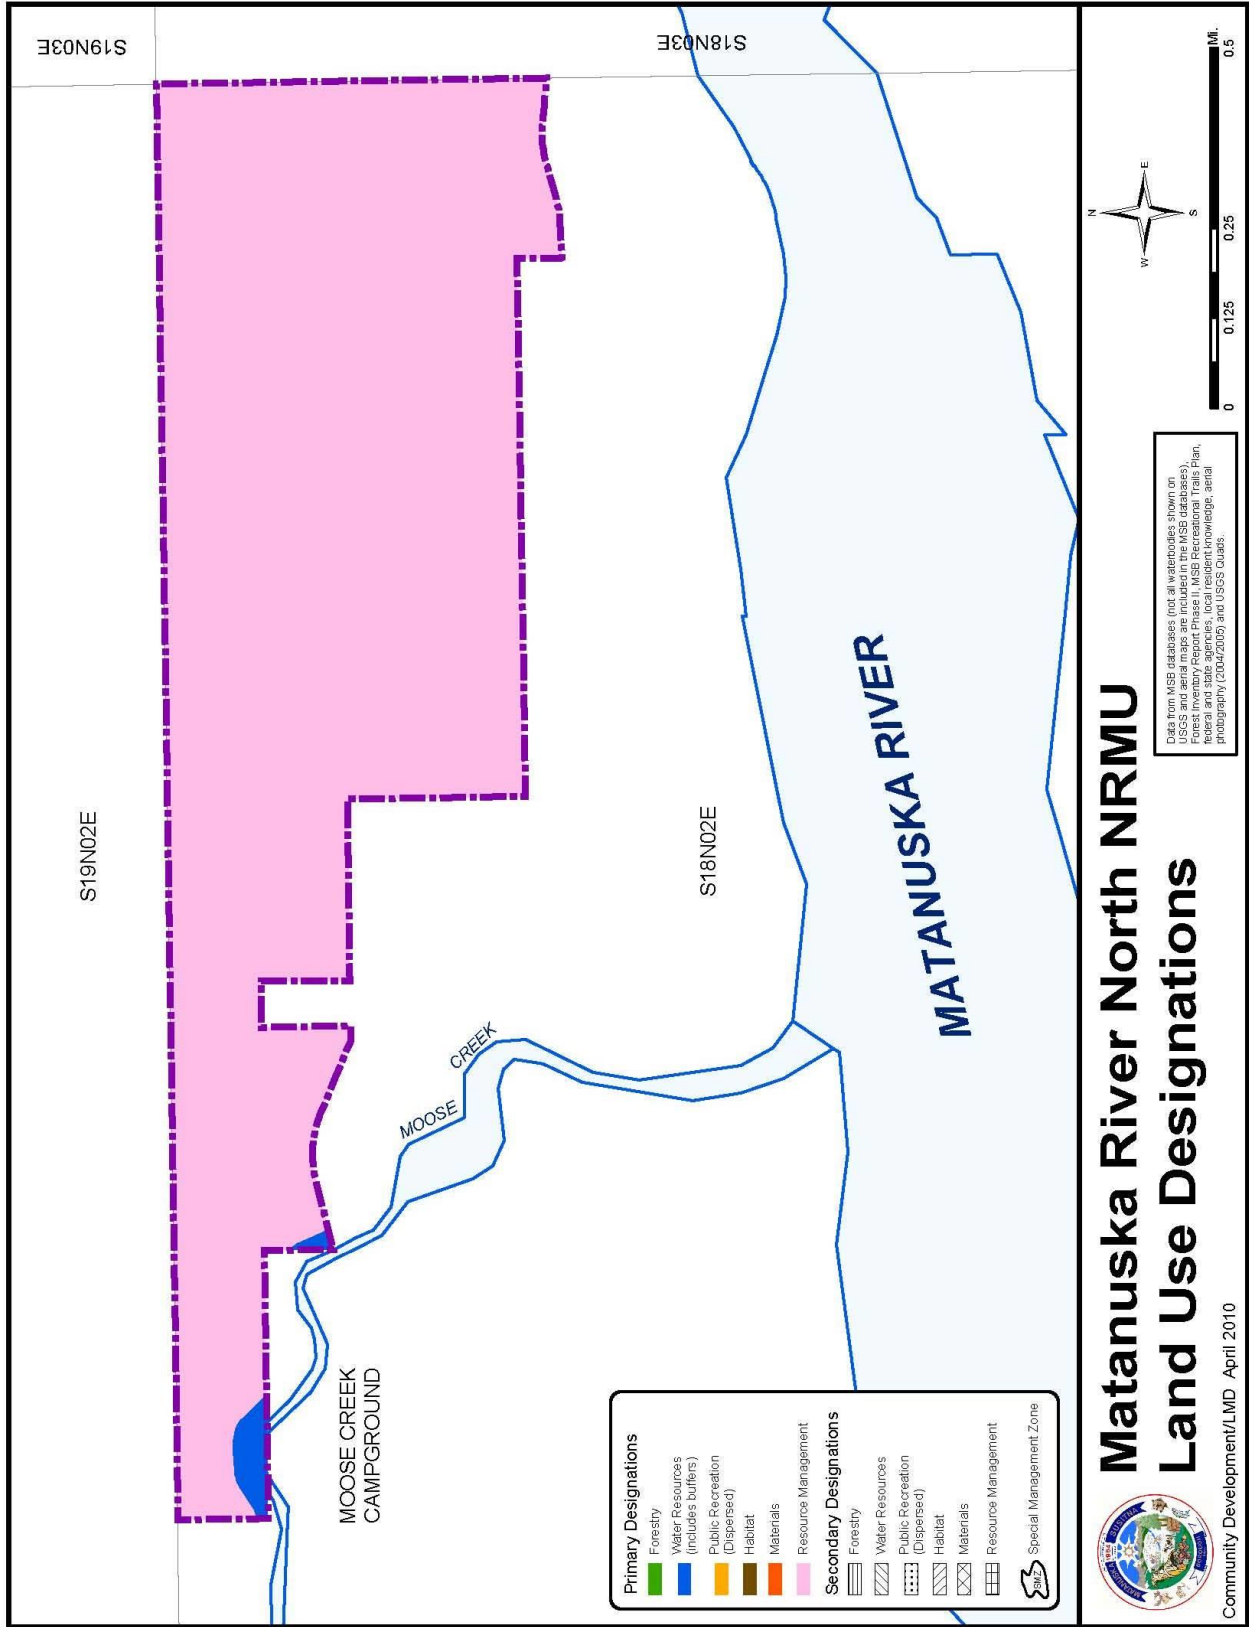 S19N03E
S18N03E
S19N02E
S18N02E
MOOSE CREEK
MATANUSKA RIVER
MOOSE CREEK
CAMPGROUND
Primary Designations
Forestry
Water Resources
(includes buffers)
Public Recreation
(Dispersed)
Habitat
Materials
Resource Management
Secondary Designations
Forestry
Water Resources
Public Recreation
(Dispersed)
Habitat
Materials
Resource Management
SMZ
Special Management Zone
MATANUSKA SUSITNA
Matanuska River North NRMU
Land Use Designations
Community Development/LMD April 2010
Data from MSB databases (not all waterbodies shown on
USGS and aerial maps are included in the MSB databases),
Forest Inventory Report Phase II, MSB Recreational Trails Plan,
federal and state agencies, local resident knowledge, aerial
photography (2004/2005) and USGS Quads.
N
W
E
S
Mi.
0 0.125 0.25 0.5